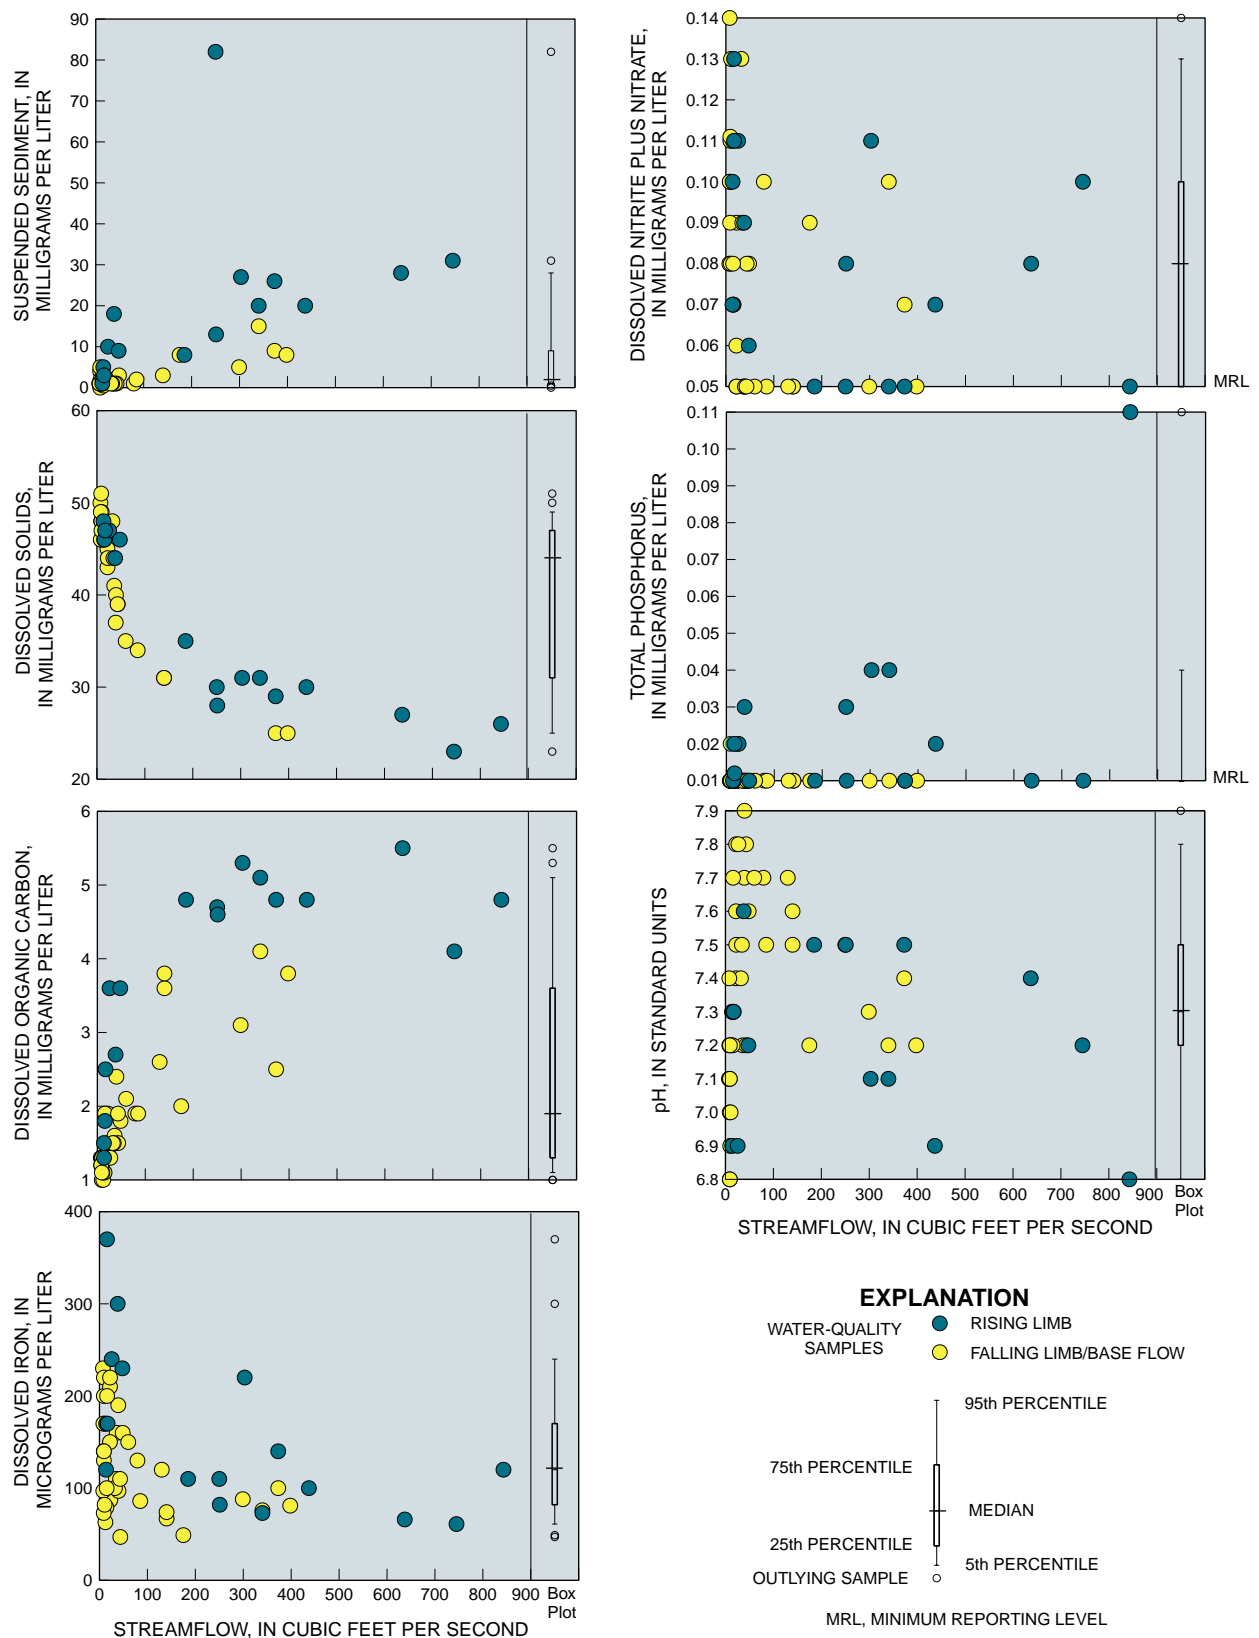 SUSPENDED SEDIMENT, IN
MILLIGRAMS PER LITER
90
80
70
60
50
40
30
20
10
0
DISSOLVED SOLIDS,
IN MILLIGRAMS PER LITER
60
50
40
30
20
DISSOLVED ORGANIC CARBON,
IN MILLIGRAMS PER LITER
6
5
4
3
2
1
DISSOLVED IRON, IN
MICROGRAMS PER LITER
400
300
200
100
0
0 100 200 300 400 500 600 700 800 900 Box
Plot
STREAMFLOW, IN CUBIC FEET PER SECOND
DISSOLVED NITRITE PLUS NITRATE,
IN MILLIGRAMS PER LITER
0.14
0.13
0.12
0.11
0.10
0.09
0.08
0.07
0.06
0.05
MRL
TOTAL PHOSPHORUS,
IN MILLIGRAMS PER LITER
0.11
0.10
0.09
0.08
0.07
0.06
0.05
0.04
0.03
0.02
0.01
MRL
pH, IN STANDARD UNITS
7.9
7.8
7.7
7.6
7.5
7.4
7.3
7.2
7.1
7.0
6.9
6.8
0 100 200 300 400 500 600 700 800 900 Box
Plot
STREAMFLOW, IN CUBIC FEET PER SECOND
EXPLANATION
WATER-QUALITY
SAMPLES
RISING LIMB
FALLING LIMB/BASE FLOW
95th PERCENTILE
75th PERCENTILE
MEDIAN
25th PERCENTILE
5th PERCENTILE
OUTLYING SAMPLE
MRL, MINIMUM REPORTING LEVEL